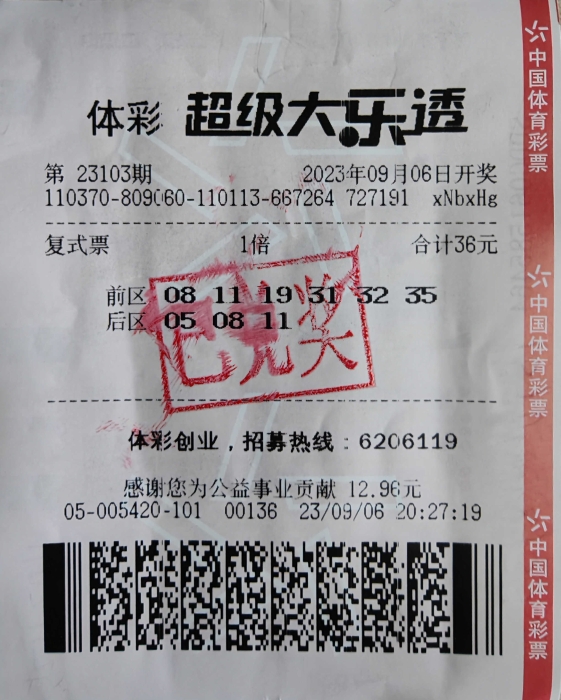 体彩 超级大乐透
第 23103期 2023年09月06日开奖
110370-809060-110113-667264 727191 xNbxHg
复式票 1倍 合计36元
前区 08 11 19 31 32 35
后区 05 08 11
已兑奖
体彩创业，招募热线：6206119
感谢您为公益事业贡献 12.96元
05-005420-101 00136 23/09/06 20:27:19
中国体育彩票
中国体育彩票
中国体育彩票